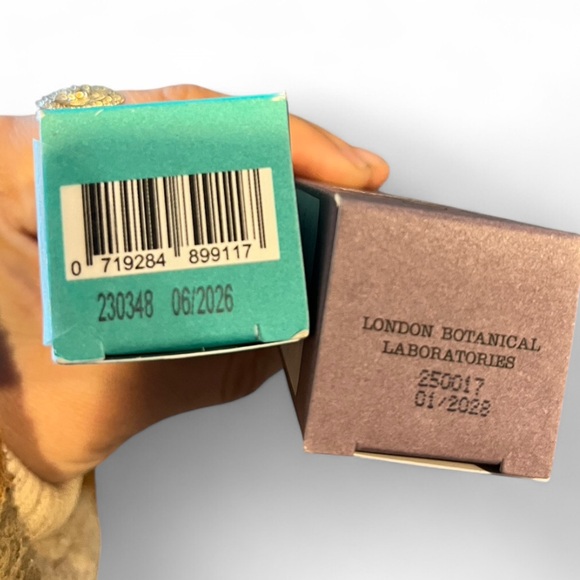 0 719284 899117
230348 06/2026
LONDON BOTANICAL
LABORATORIES
250017
01/2028